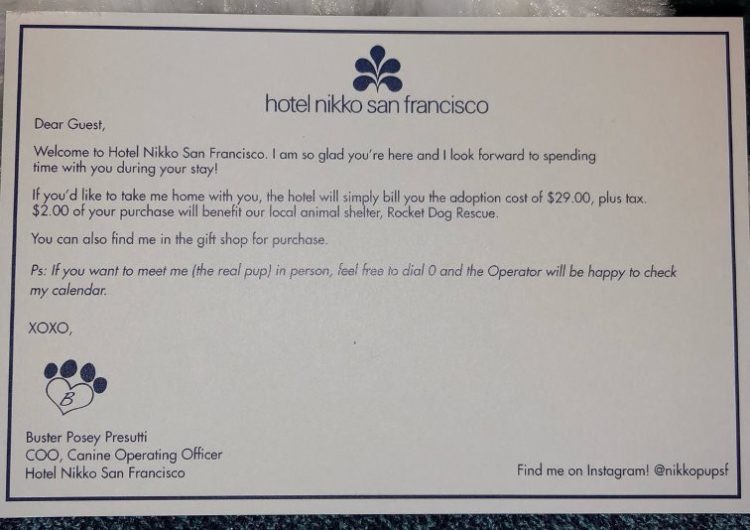 hotel nikko san francisco
Dear Guest,
Welcome to Hotel Nikko San Francisco. I am so glad you're here and I look forward to spending
time with you during your stay!
If you'd like to take me home with you, the hotel will simply bill you the adoption cost of $29.00, plus tax.
$2.00 of your purchase will benefit our local animal shelter, Rocket Dog Rescue.
You can also find me in the gift shop for purchase.
Ps: If you want to meet me (the real pup) in person, feel free to dial 0 and the Operator will be happy to check
my calendar.
XOXO,
B
Buster Posey Presutti
COO, Canine Operating Officer
Hotel Nikko San Francisco
Find me on Instagram! @nikkopupsf